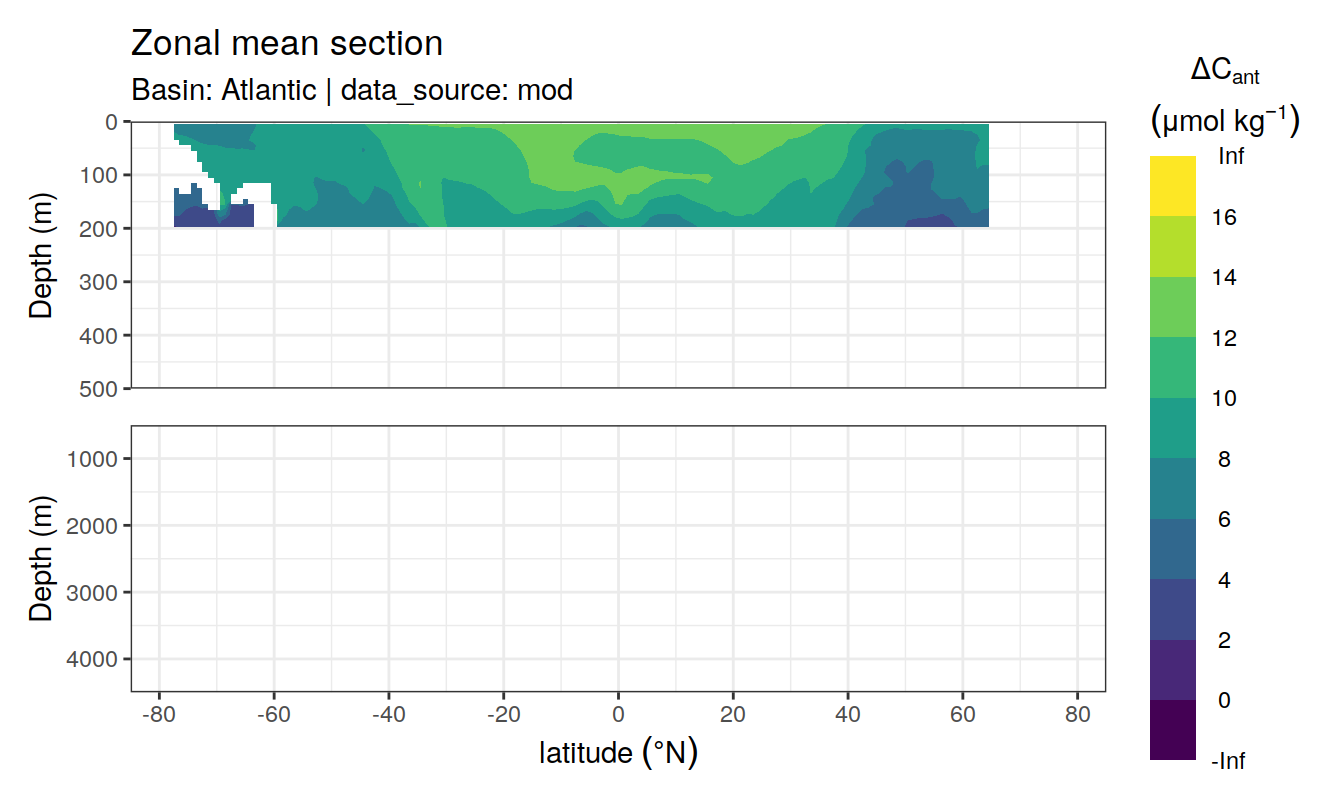 Zonal mean section
Basin: Atlantic | data_source: mod
ΔCant
(μmol kg⁻¹)
Inf
16
14
12
10
8
6
4
2
0
-Inf
Depth (m)
0
100
200
300
400
500
Depth (m)
1000
2000
3000
4000
-80 -60 -40 -20 0 20 40 60 80
latitude (°N)